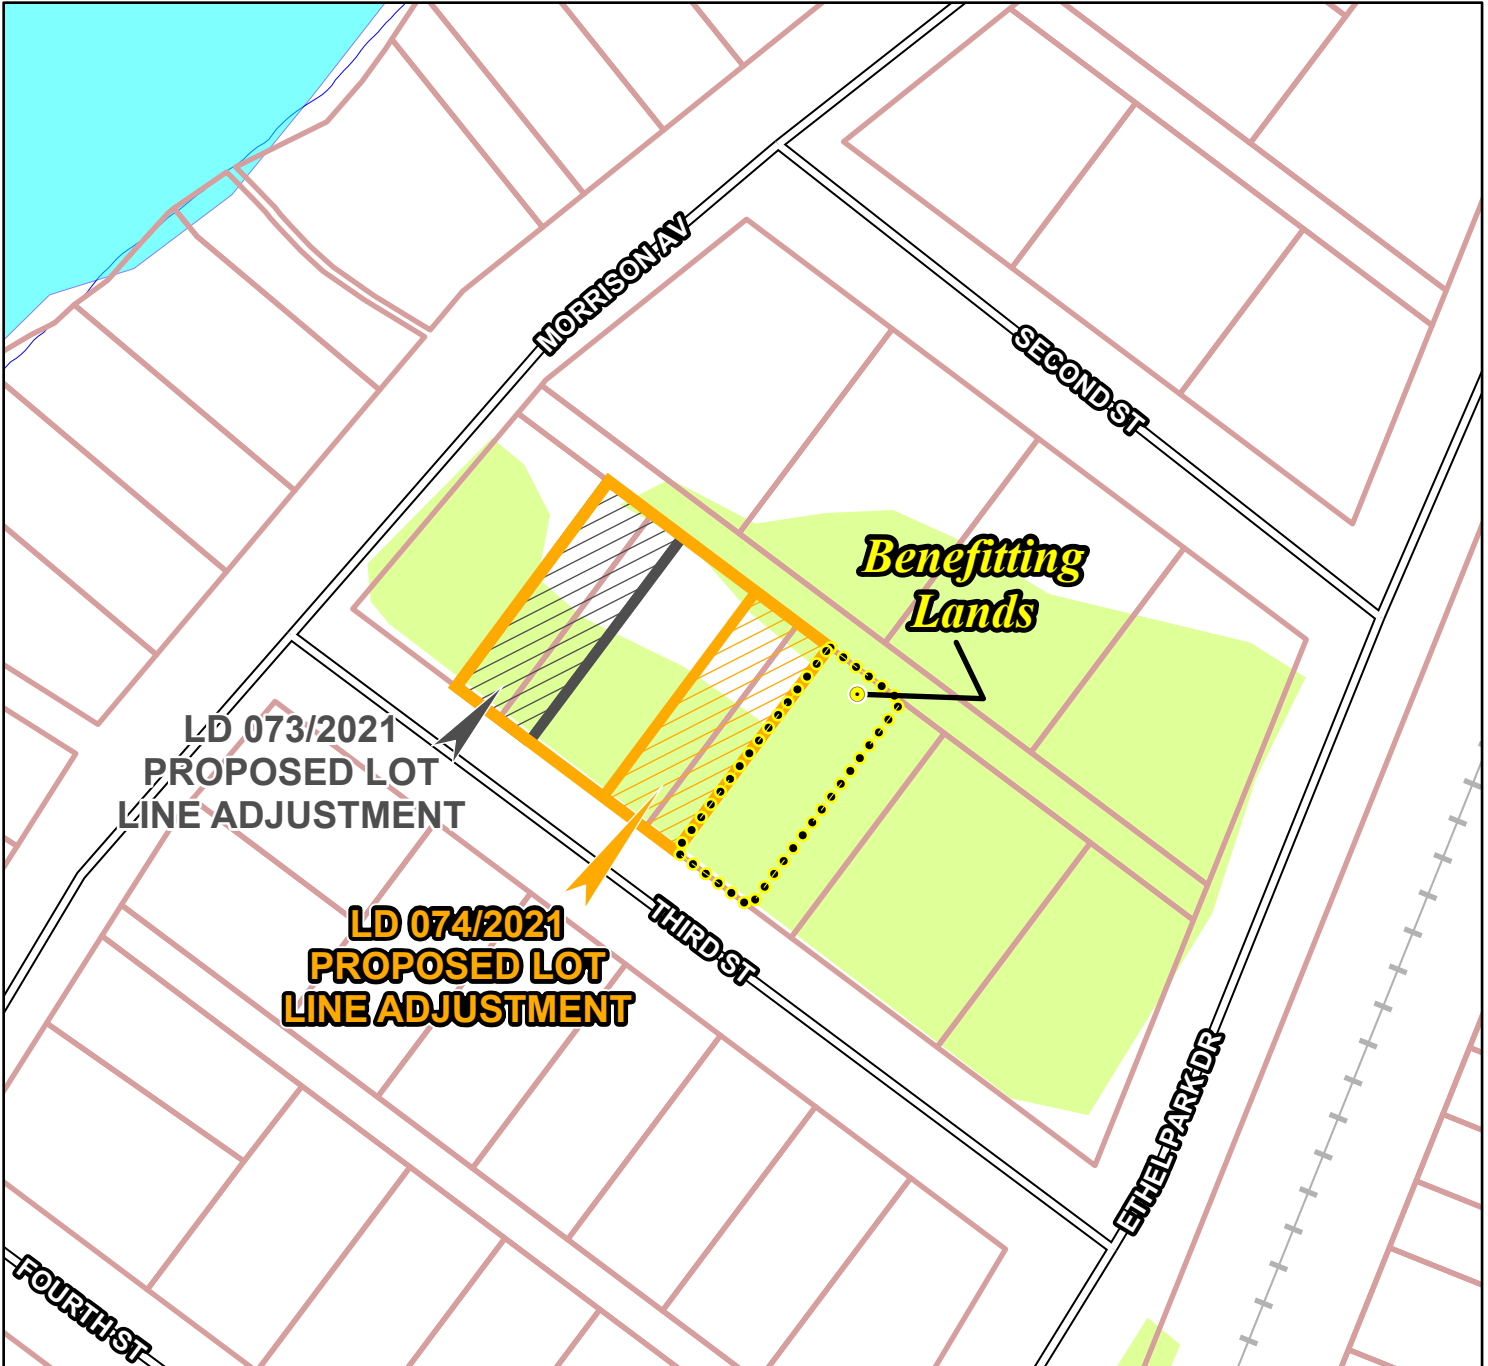 MORRISON AV
SECOND ST
Benefitting
Lands
LD 073/2021
PROPOSED LOT
LINE ADJUSTMENT
LD 074/2021
PROPOSED LOT
LINE ADJUSTMENT
THIRD ST
ETHEL PARK DR
FOURTH ST